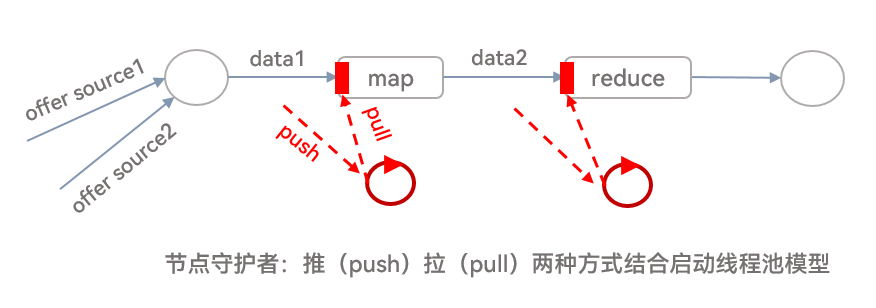 offer source1
offer source2
data1
map
data2
reduce
push
pull
节点守护者：推（push）拉（pull）两种方式结合启动线程池模型